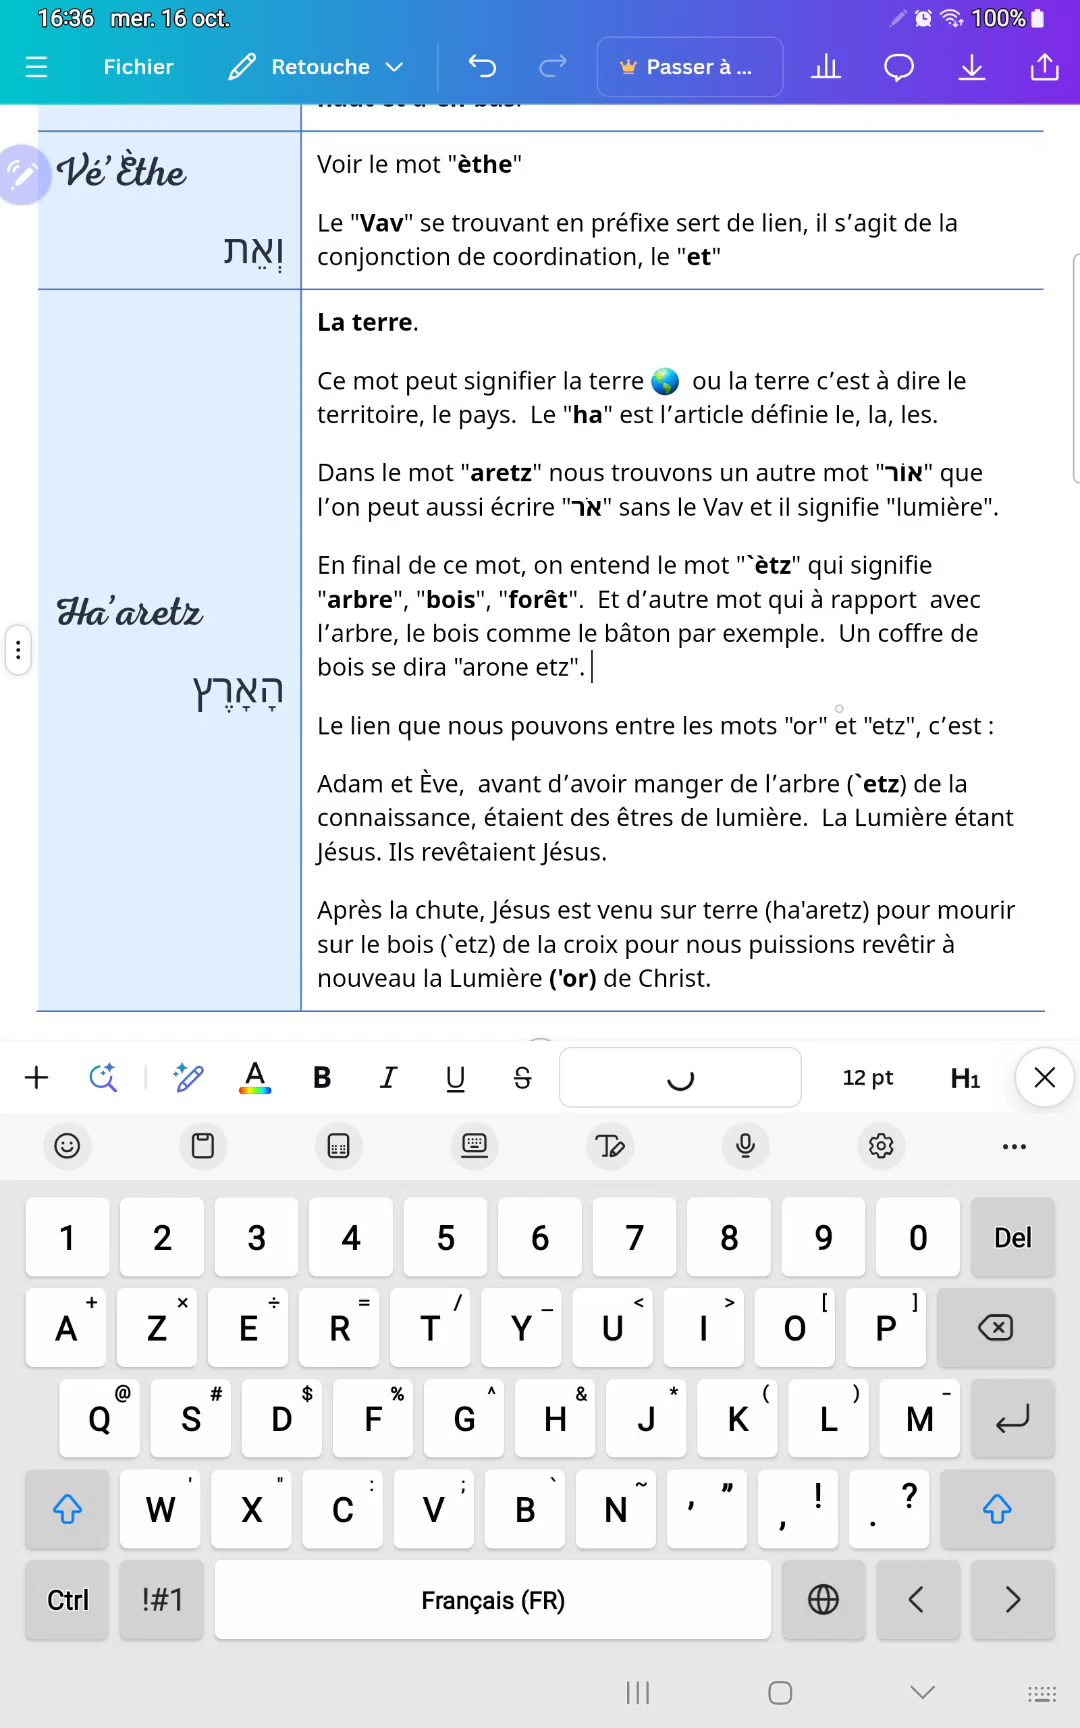 16:36 mer. 16 oct. 100%
Fichier Retouche Passer à ...
haut et d'en bas.
Vé' Èthe
וְאֵת
Voir le mot "èthe"
Le "Vav" se trouvant en préfixe sert de lien, il s’agit de la
conjonction de coordination, le "et"
Ha'aretz
הָאָרֶץ
La terre.
Ce mot peut signifier la terre 🌎 ou la terre c’est à dire le
territoire, le pays. Le "ha" est l’article définie le, la, les.
Dans le mot "aretz" nous trouvons un autre mot "אוֹר" que
l’on peut aussi écrire "אֹר" sans le Vav et il signifie "lumière".
En final de ce mot, on entend le mot "`ètz" qui signifie
"arbre", "bois", "forêt". Et d’autre mot qui à rapport avec
l’arbre, le bois comme le bâton par exemple. Un coffre de
bois se dira "arone etz".
Le lien que nous pouvons entre les mots "or" et "etz", c’est :
Adam et Ève, avant d’avoir manger de l’arbre (`etz) de la
connaissance, étaient des êtres de lumière. La Lumière étant
Jésus. Ils revêtaient Jésus.
Après la chute, Jésus est venu sur terre (ha'aretz) pour mourir
sur le bois (`etz) de la croix pour nous puissions revêtir à
nouveau la Lumière ('or) de Christ.
+ A B I U S 12 pt H1
1 2 3 4 5 6 7 8 9 0 Del
A + Z × E ÷ R = T / Y _ U < I > O [ P ]
Q @ S # D $ F % G ^ H & J * K ( L ) M -
W ' X " C : V ; B ` N ~ ' " , ! . ?
Ctrl !#1 Français (FR) < >